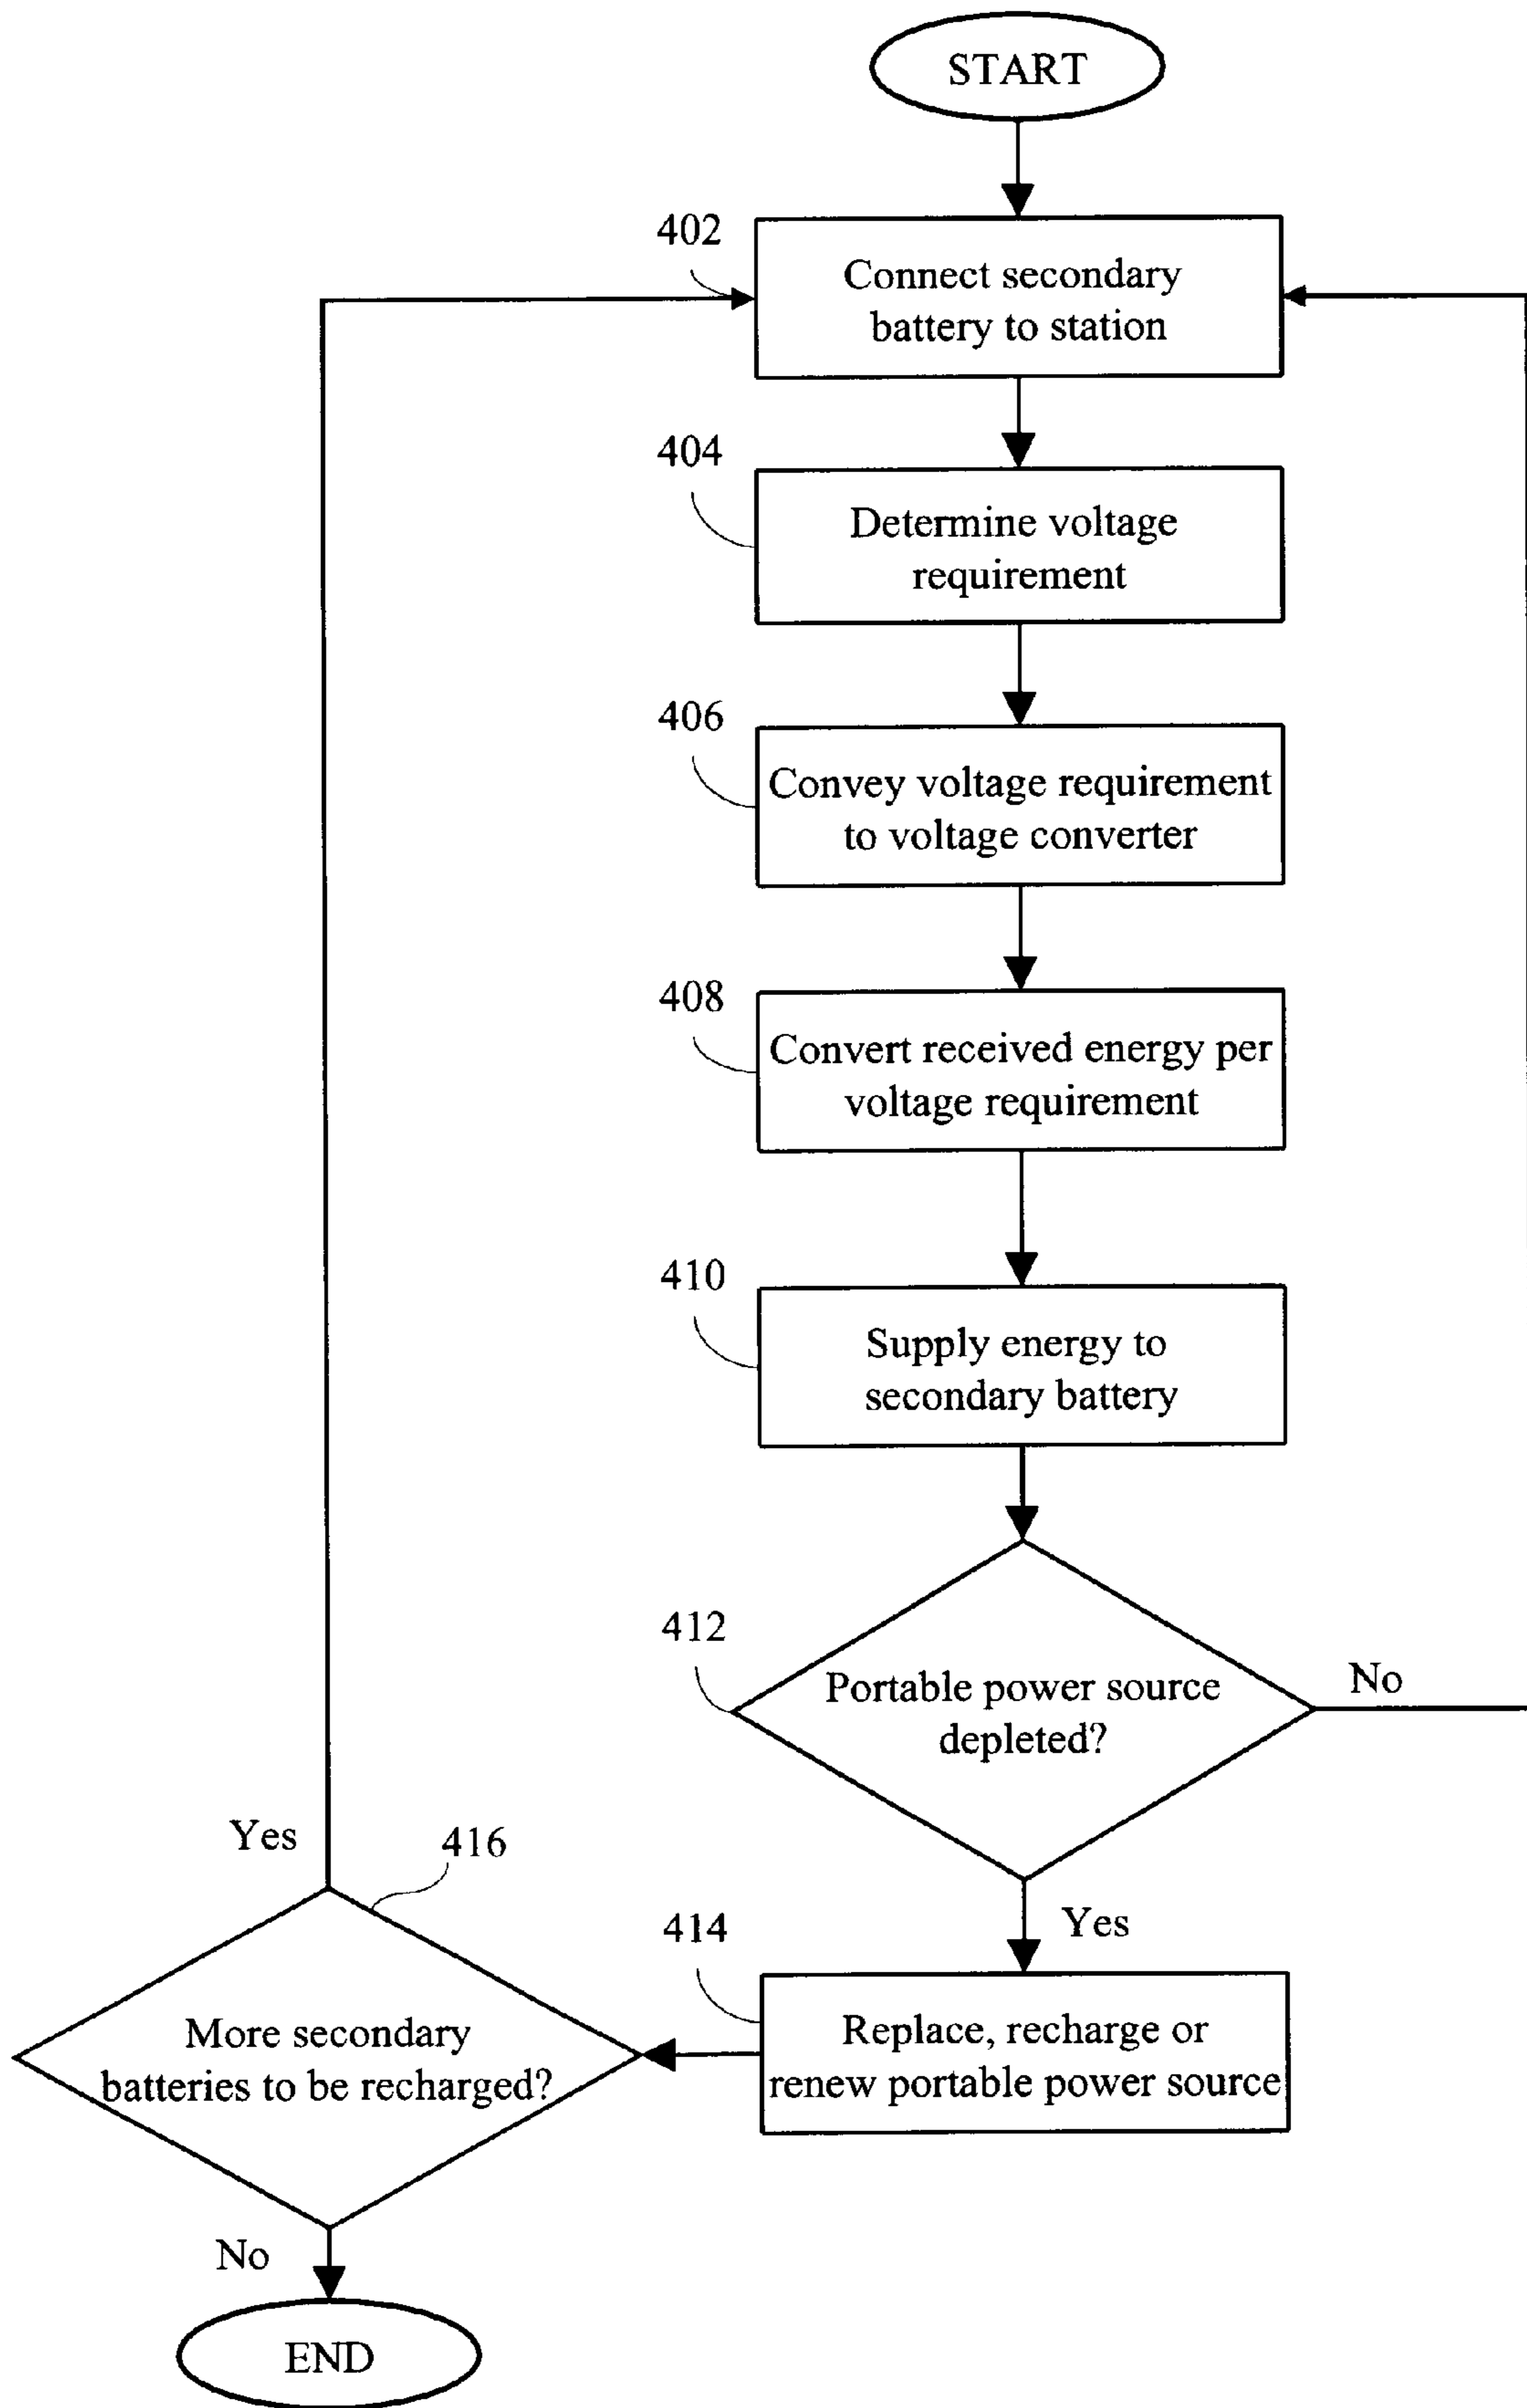 START
402
Connect secondary
battery to station
404
Determine voltage
requirement
406
Convey voltage requirement
to voltage converter
408
Convert received energy per
voltage requirement
410
Supply energy to
secondary battery
412
Portable power source
depleted?
No
Yes
414
Replace, recharge or
renew portable power source
Yes
416
More secondary
batteries to be recharged?
No
END